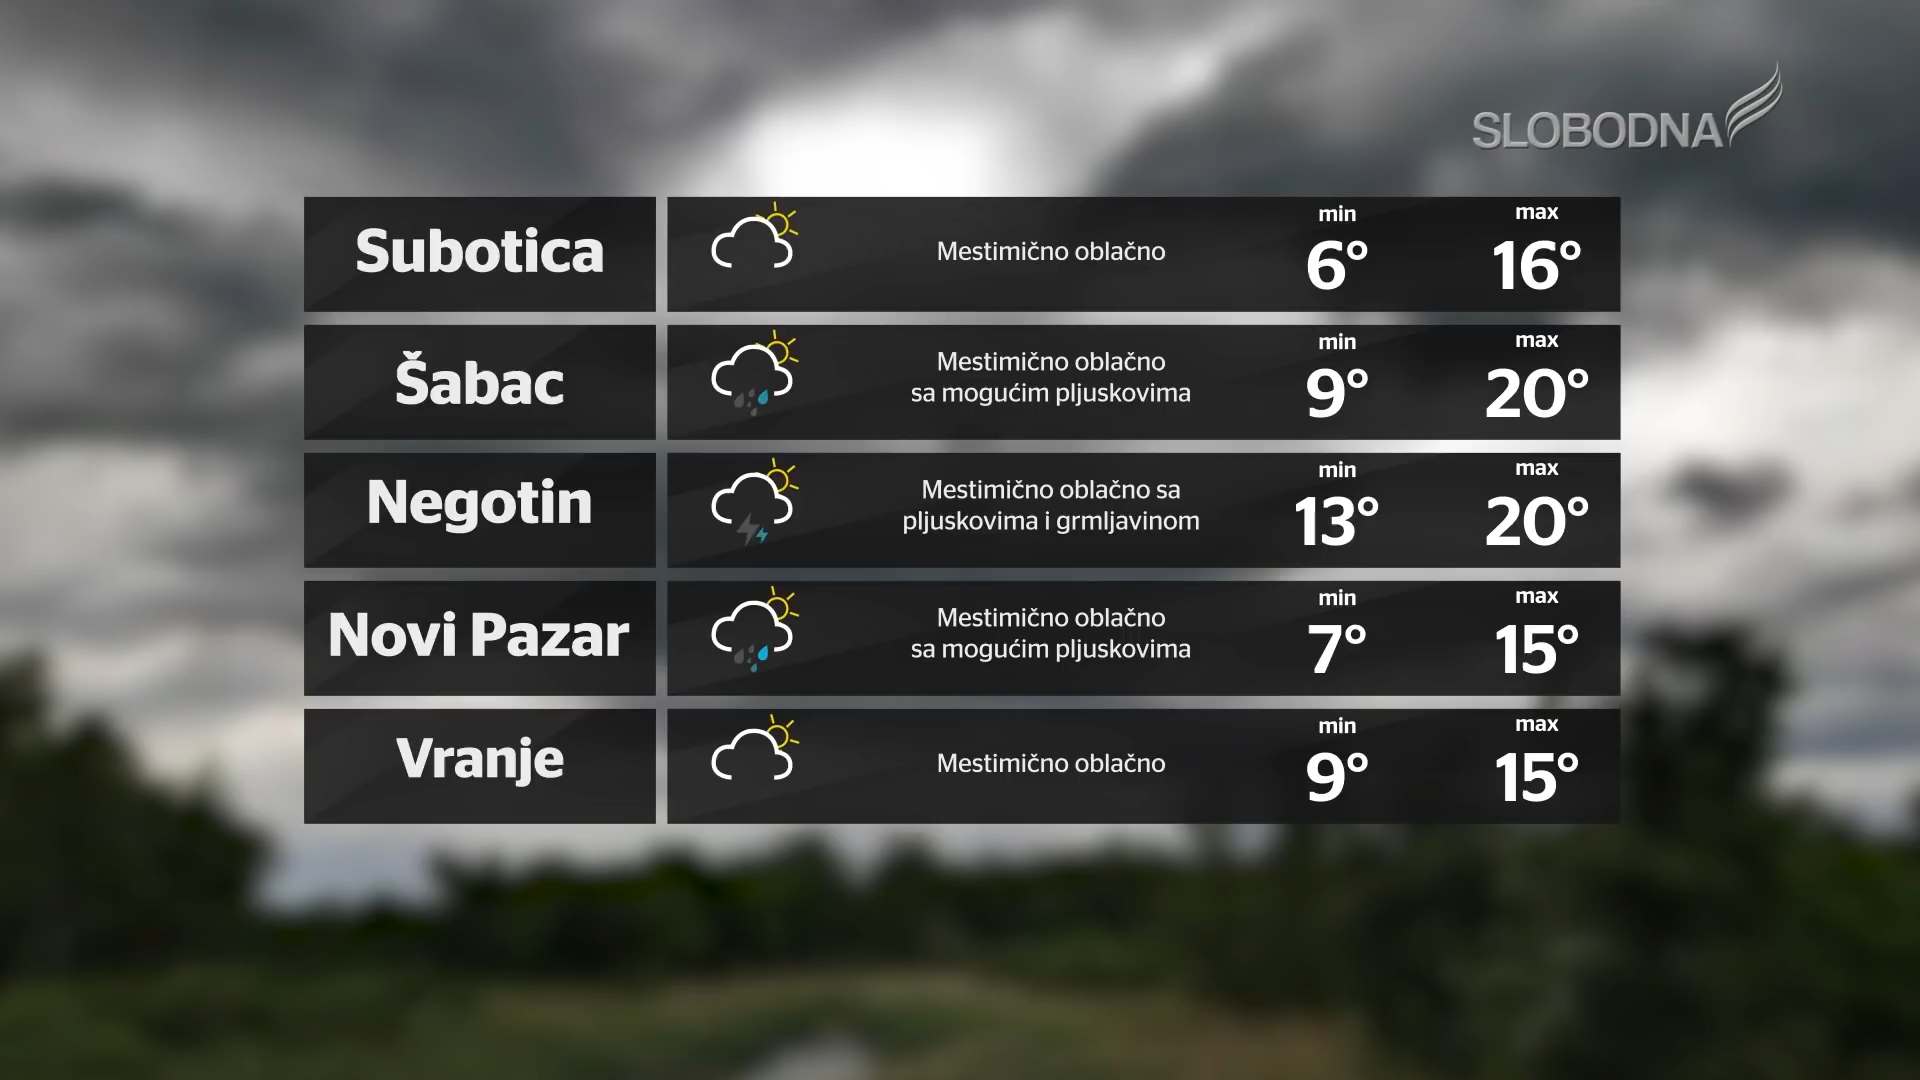 SLOBODNA
Subotica
Mestimično oblačno
min
6°
max
16°
Šabac
Mestimično oblačno
sa mogućim pljuskovima
min
9°
max
20°
Negotin
Mestimično oblačno sa
pljuskovima i grmljavinom
min
13°
max
20°
Novi Pazar
Mestimično oblačno
sa mogućim pljuskovima
min
7°
max
15°
Vranje
Mestimično oblačno
min
9°
max
15°